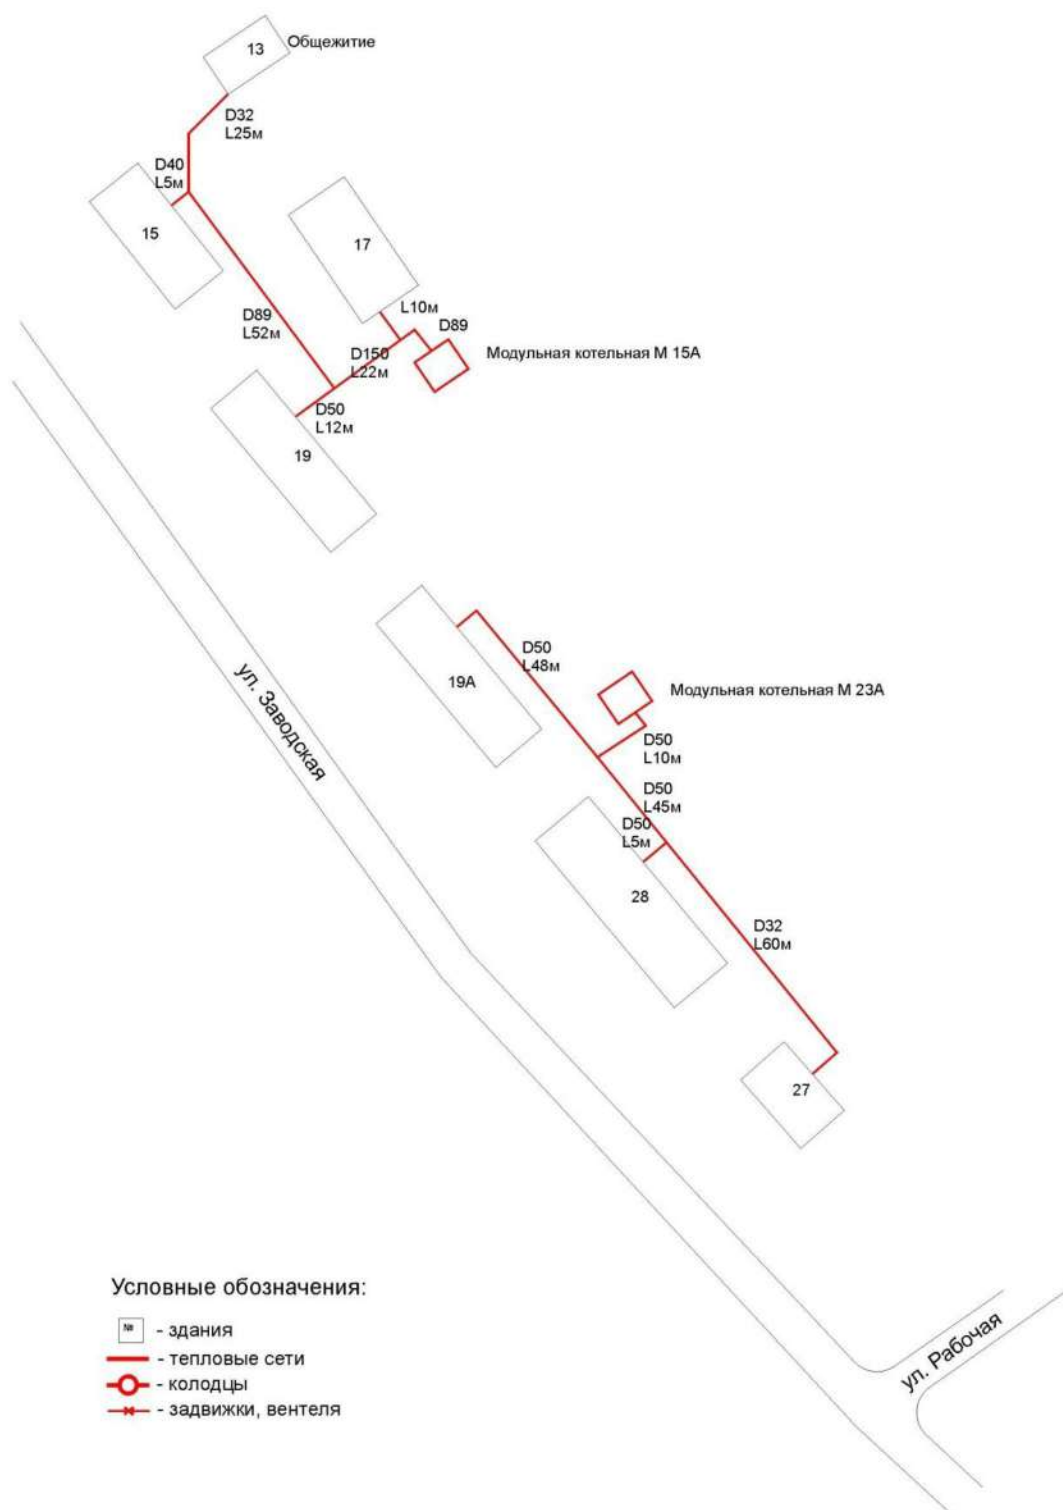 13
Общежитие
D32
L25м
D40
L5м
15
17
L10м
D89
D89
L52м
Модульная котельная М 15А
D150
L22м
D50
L12м
19
D50
L48м
19А
Модульная котельная М 23А
ул. Заводская
D50
L10м
D50
L45м
D50
L5м
28
D32
L60м
27
Условные обозначения:
№
- здания
- тепловые сети
- колодцы
- задвижки, вентеля
ул. Рабочая